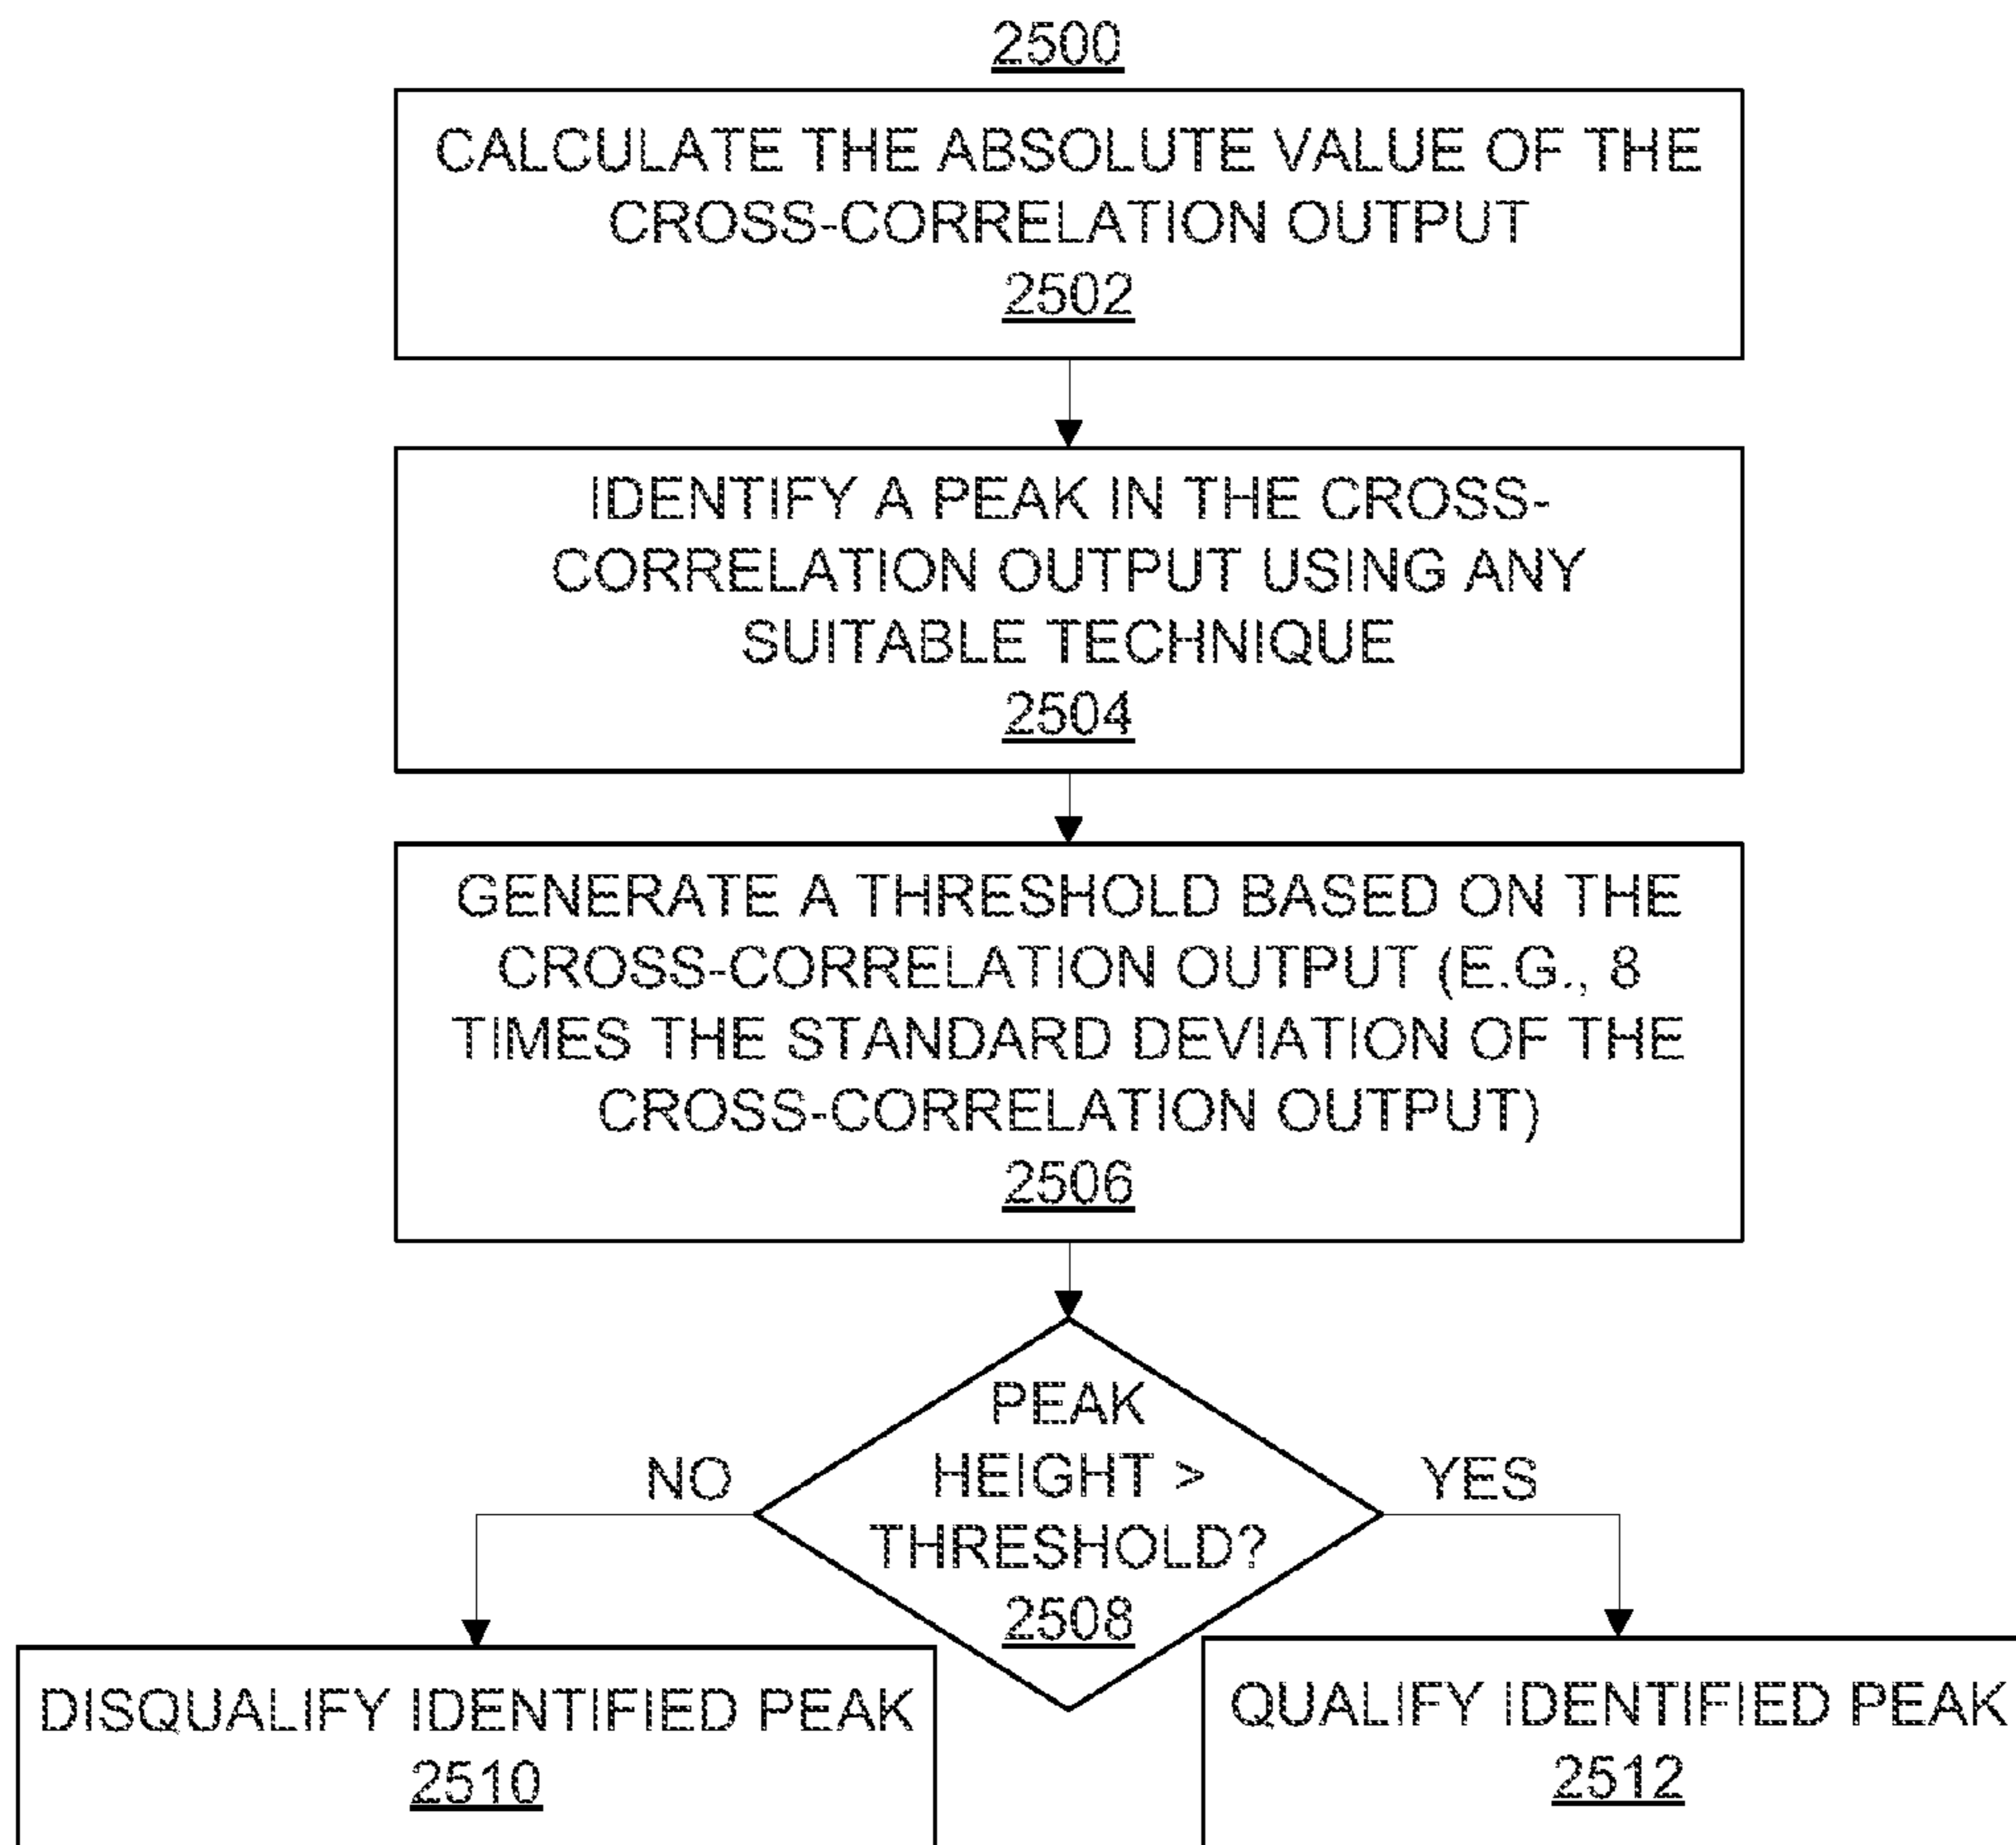 2500
CALCULATE THE ABSOLUTE VALUE OF THE
CROSS-CORRELATION OUTPUT
2502
IDENTIFY A PEAK IN THE CROSS-
CORRELATION OUTPUT USING ANY
SUITABLE TECHNIQUE
2504
GENERATE A THRESHOLD BASED ON THE
CROSS-CORRELATION OUTPUT (E.G., 8
TIMES THE STANDARD DEVIATION OF THE
CROSS-CORRELATION OUTPUT)
2506
PEAK
HEIGHT >
THRESHOLD?
2508
NO
YES
DISQUALIFY IDENTIFIED PEAK
2510
QUALIFY IDENTIFIED PEAK
2512